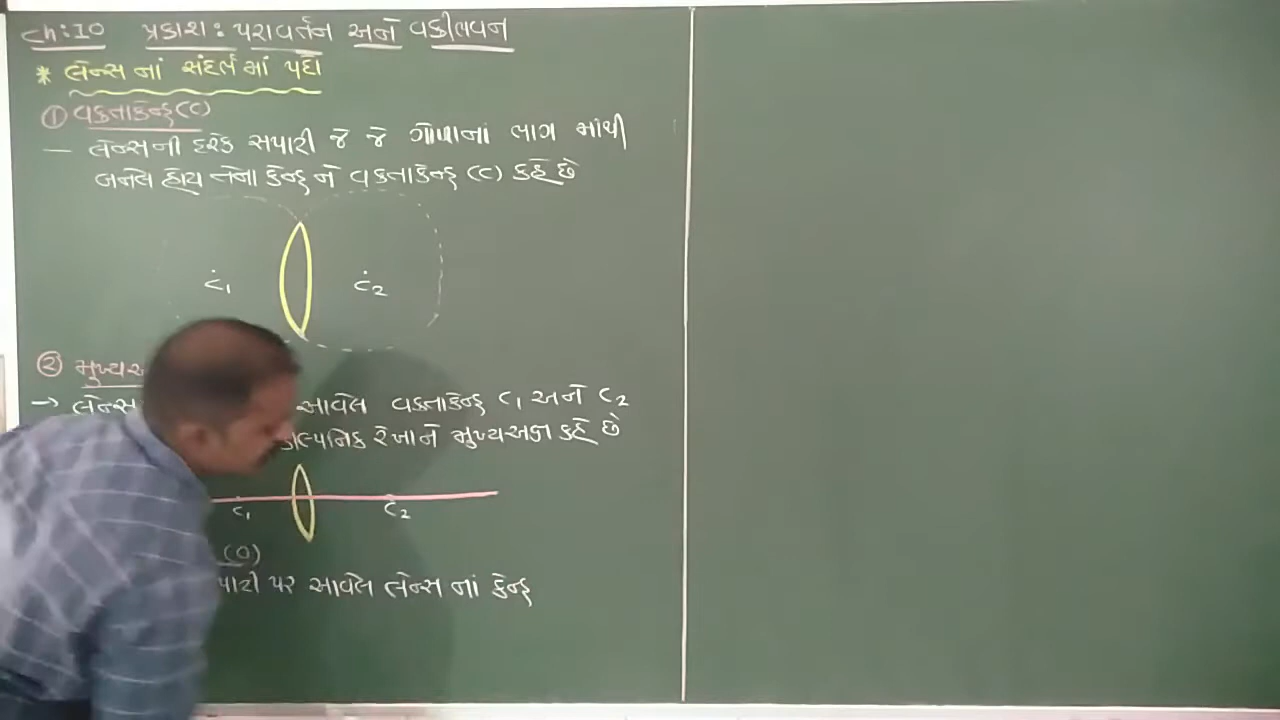 Ch:10 પ્રકાશ: પરાવર્તન અને વક્રીભવન
* લેન્સ નાં સંદર્ભ માં પદો
① વક્રતાકેન્દ્ર (C)
— લેન્સની દરેક સપાટી જે જે ગોળાનાં ભાગ માંથી
બનેલ હોય તેના કેન્દ્ર ને વક્રતાકેન્દ્ર (C) કહે છે
C₁ C₂
② મુખ્યઅ
→ લેન્સ આવેલ વક્રતાકેન્દ્ર C₁ અને C₂
કાલ્પનિક રેખાને મુખ્યઅક્ષ કહે છે
C₁ C₂
(O)
પાટી પર આવેલ લેન્સ નાં કેન્દ્ર